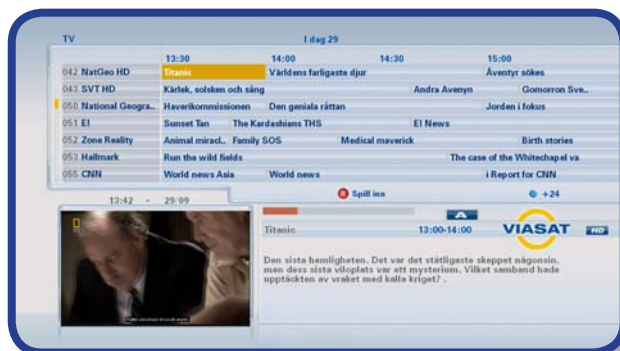 TV I dag 29
13:30 14:00 14:30 15:00
042 NatGeo HD Titanic Världens farligaste djur Äventyr sökes
043 SVT HD Kärlek, solsken och sång Andra Avenyn Gomorron Sve..
050 National Geogra.. Haverikommissionen Den geniala råttan Jorden i fokus
051 E! Sunset Tan The Kardashians THS E! News
052 Zone Reality Animal miracl.. Family SOS Medical maverick Birth stories
053 Hallmark Run the wild fields The case of the Whitechapel va
055 CNN World news Asia World news i Report for CNN
13:42 - 29/09 R Spill inn +24
A
Titanic 13:00-14:00 VIASAT HD
Den sista hemligheten. Det var det ståtligaste skeppet någonsin,
men dess sista viloplats var ett mysterium. Vilket samband hade
upptäckten av vraket med kalla kriget? .